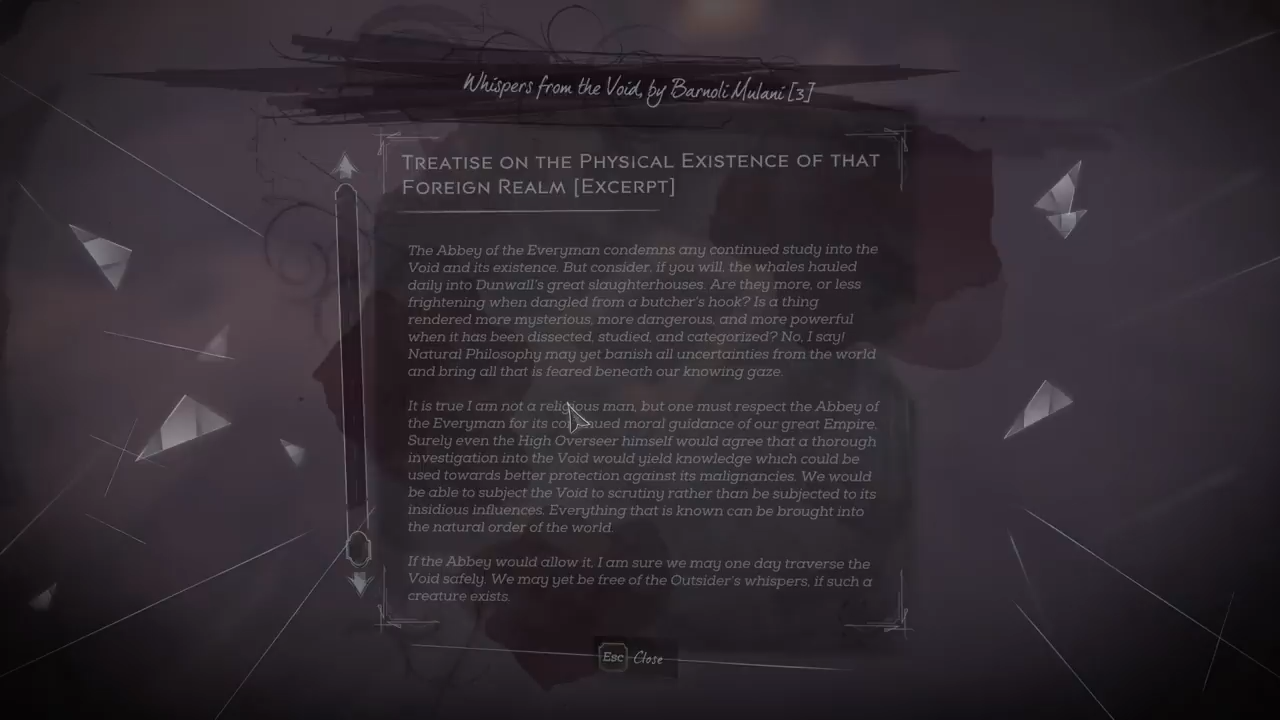 Whispers from the Void, by Barnoli Mulani [3]
Treatise on the Physical Existence of that
Foreign Realm [Excerpt]
The Abbey of the Everyman condemns any continued study into the
Void and its existence. But consider, if you will, the whales hauled
daily into Dunwall's great slaughterhouses. Are they more, or less
frightening when dangled from a butcher's hook? Is a thing
rendered more mysterious, more dangerous, and more powerful
when it has been dissected, studied, and categorized? No, I say!
Natural Philosophy may yet banish all uncertainties from the world
and bring all that is feared beneath our knowing gaze.
It is true I am not a religious man, but one must respect the Abbey of
the Everyman for its continued moral guidance of our great Empire.
Surely even the High Overseer himself would agree that a thorough
investigation into the Void would yield knowledge which could be
used towards better protection against its malignancies. We would
be able to subject the Void to scrutiny rather than be subjected to its
insidious influences. Everything that is known can be brought into
the natural order of the world.
If the Abbey would allow it, I am sure we may one day traverse the
Void safely. We may yet be free of the Outsider's whispers, if such a
creature exists.
Esc Close